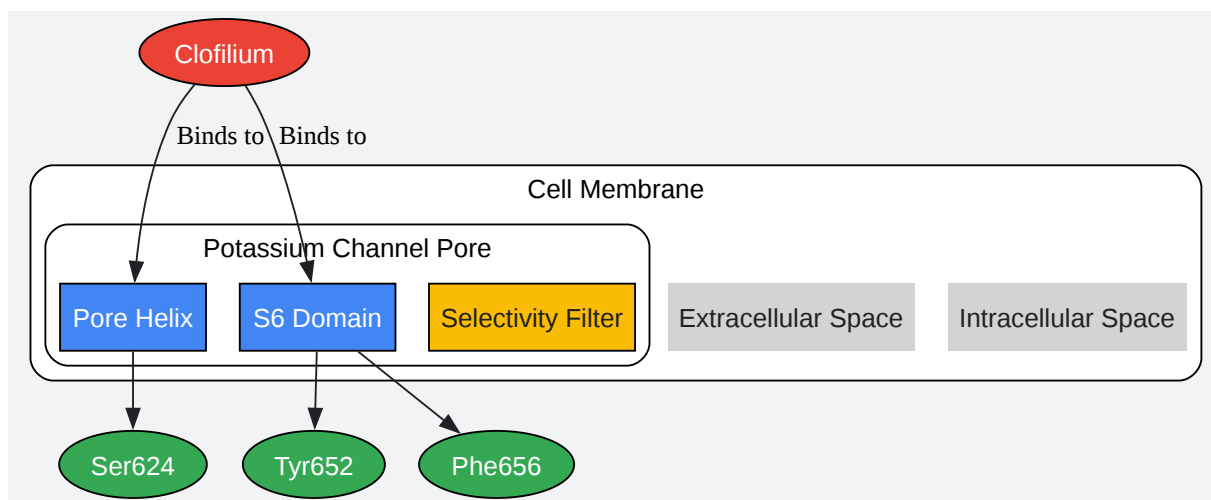 Clofilium
Binds to Binds to
Cell Membrane
Potassium Channel Pore
Pore Helix
S6 Domain
Selectivity Filter
Extracellular Space
Intracellular Space
Ser624
Tyr652
Phe656